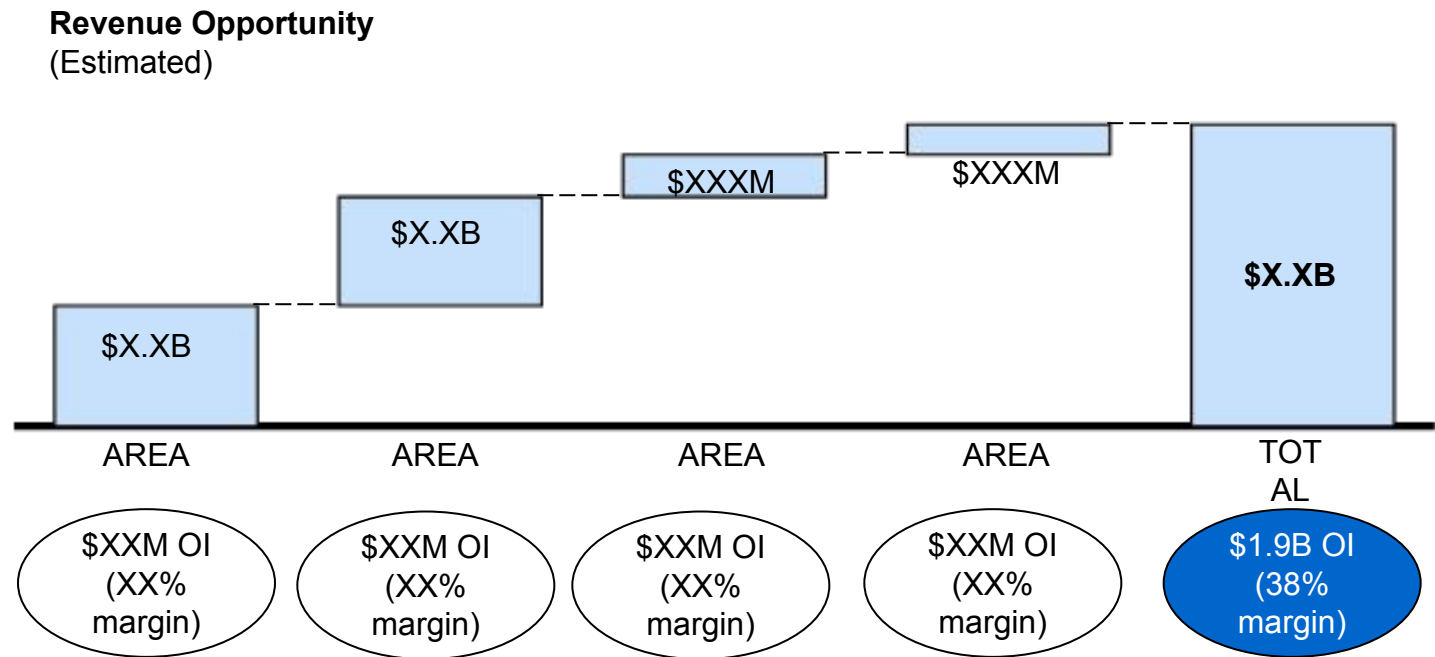 Revenue Opportunity
(Estimated)
$XXXM
$XXXM
$X.XB
$X.XB
$X.XB
AREA
AREA
AREA
AREA
TOT
AL
$XXM OI
(XX%
margin)
$XXM OI
(XX%
margin)
$XXM OI
(XX%
margin)
$XXM OI
(XX%
margin)
$1.9B OI
(38%
margin)